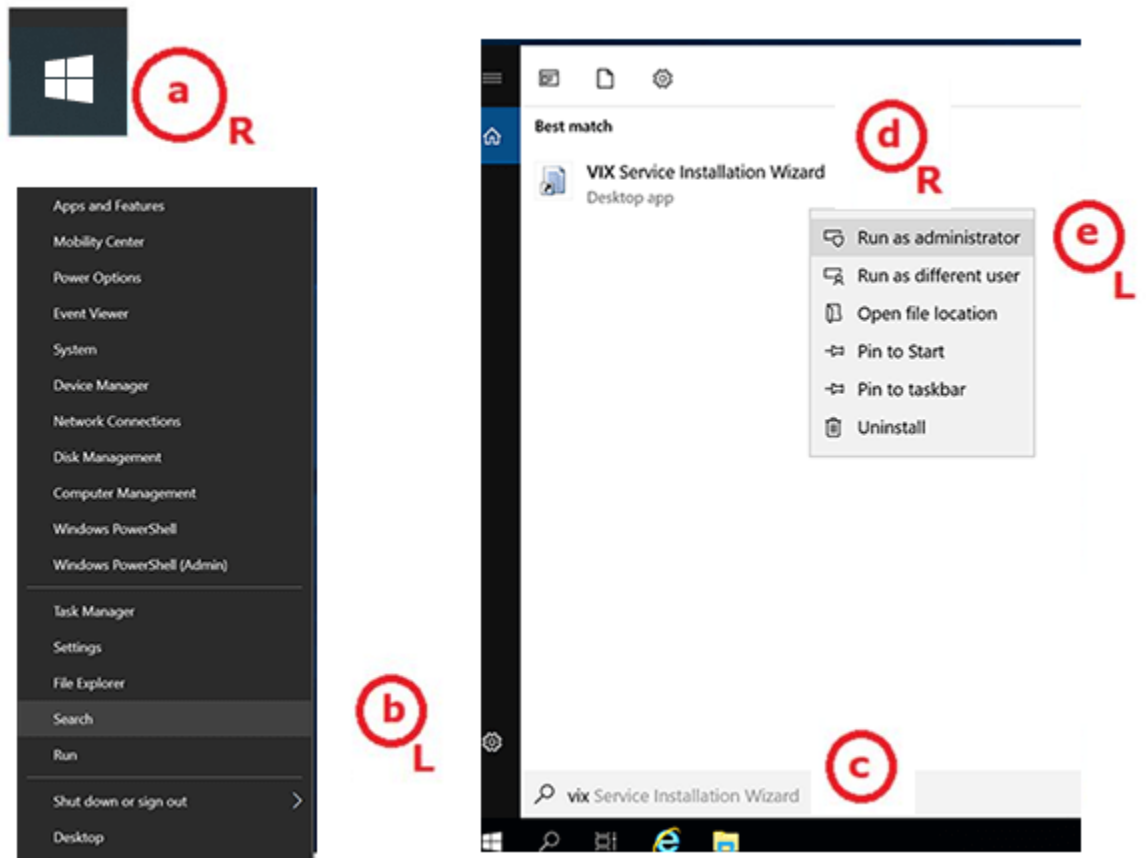 a
R
Apps and Features
Mobility Center
Power Options
Event Viewer
System
Device Manager
Network Connections
Disk Management
Computer Management
Windows PowerShell
Windows PowerShell (Admin)
Task Manager
Settings
File Explorer
Search
Run
Shut down or sign out
Desktop
b
L
Best match
VIX Service Installation Wizard
Desktop app
d
R
Run as administrator
Run as different user
Open file location
Pin to Start
Pin to taskbar
Uninstall
e
L
c
vix Service Installation Wizard